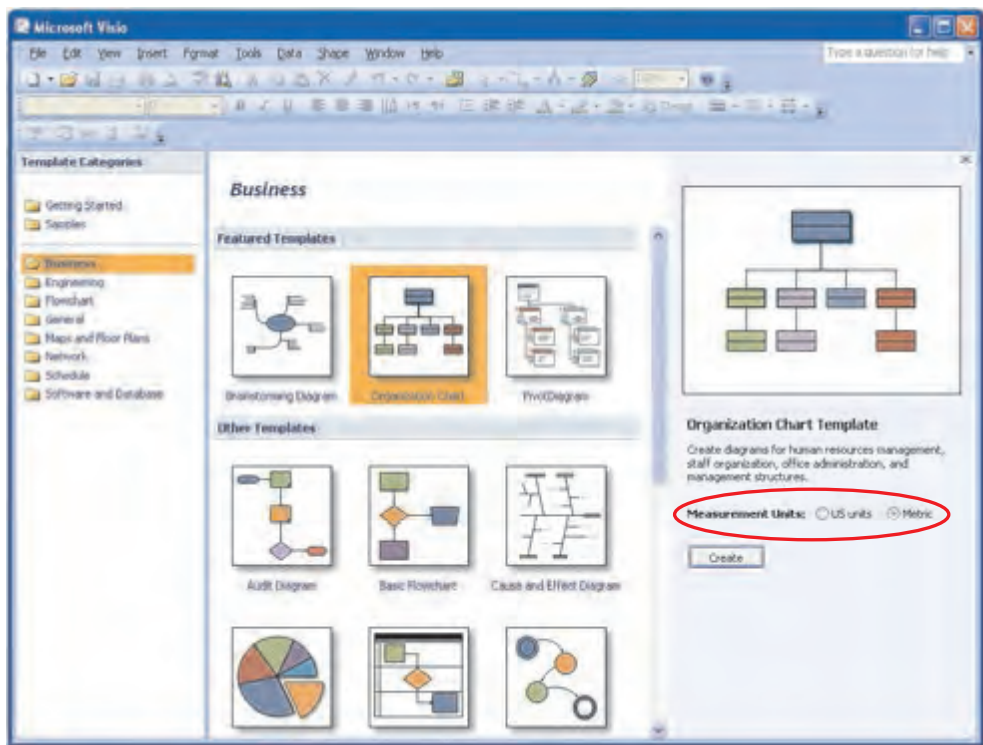 Microsoft Visio
File Edit View Insert Format Tools Data Shape Window Help
Type a question for help
Template Categories
Getting Started
Samples
Business
Engineering
Flowchart
General
Maps and Floor Plans
Network
Schedule
Software and Database
Business
Featured Templates
Brainstorming Diagram
Organization Chart
PivotDiagram
Other Templates
Audit Diagram
Basic Flowchart
Cause and Effect Diagram
Organization Chart Template
Create diagrams for human resources management,
staff organization, office administration, and
management structures.
Measurement Units: US units Metric
Create